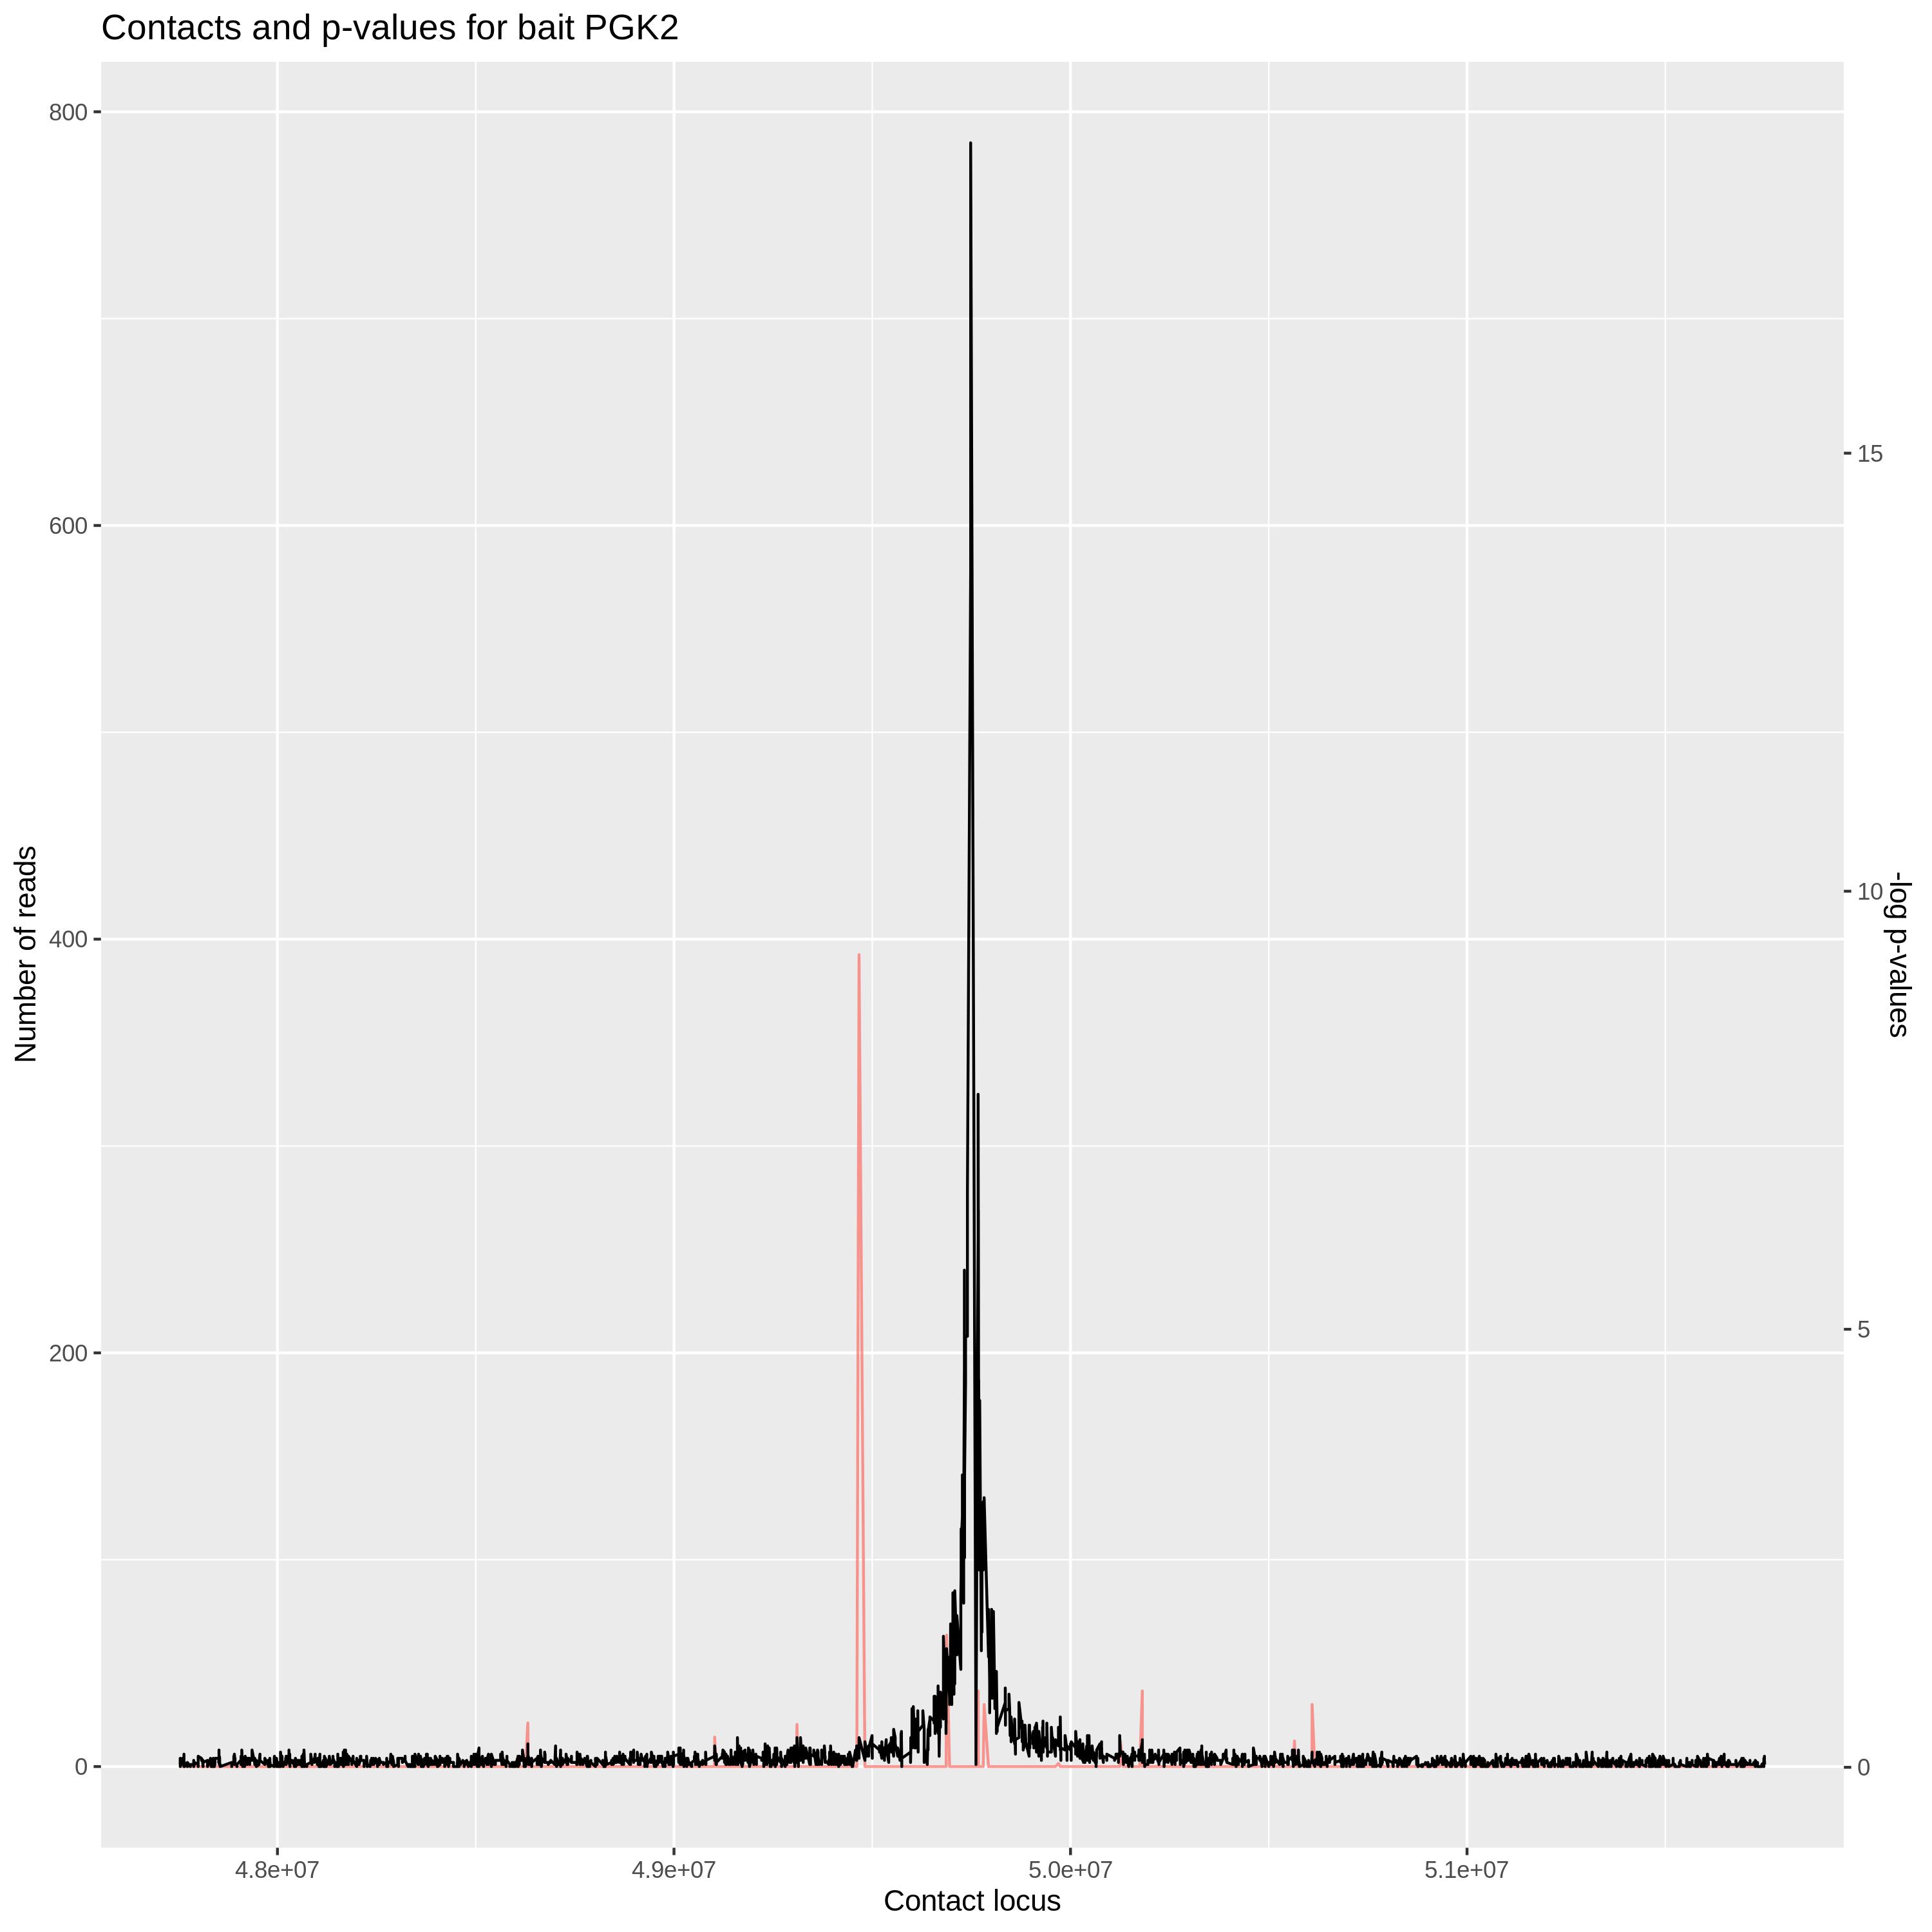 Contacts and p-values for bait PGK2
800
600
400
200
0
Number of reads
15
10
5
0
-log p-values
4.8e+07
4.9e+07
5.0e+07
5.1e+07
Contact locus